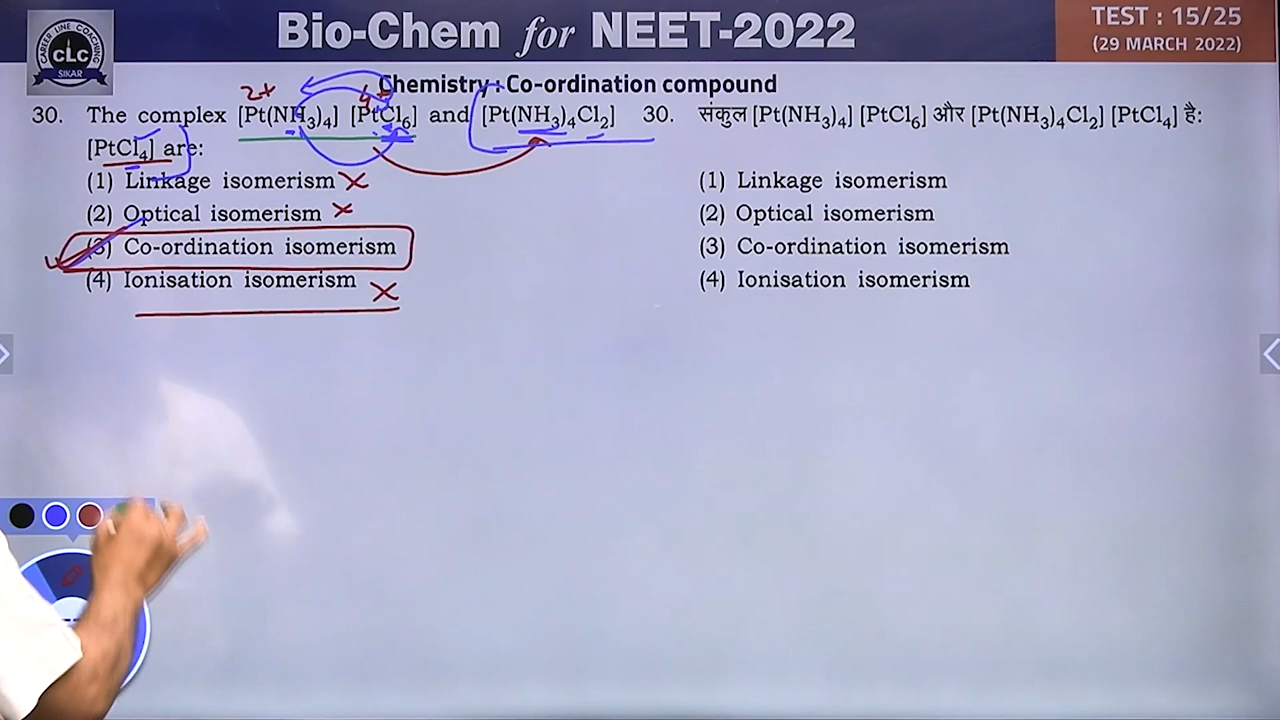 CAREER LINE COACHING
CLC
SIKAR
Bio-Chem for NEET-2022
TEST : 15/25
(29 MARCH 2022)
Chemistry : Co-ordination compound
2+ 4+
30. The complex [Pt(NH₃)₄] [PtCl₆] and [Pt(NH₃)₄Cl₂]
[PtCl₄] are:
(1) Linkage isomerism
(2) Optical isomerism
(3) Co-ordination isomerism
(4) Ionisation isomerism
30. संकुल [Pt(NH₃)₄] [PtCl₆] और [Pt(NH₃)₄Cl₂] [PtCl₄] है:
(1) Linkage isomerism
(2) Optical isomerism
(3) Co-ordination isomerism
(4) Ionisation isomerism